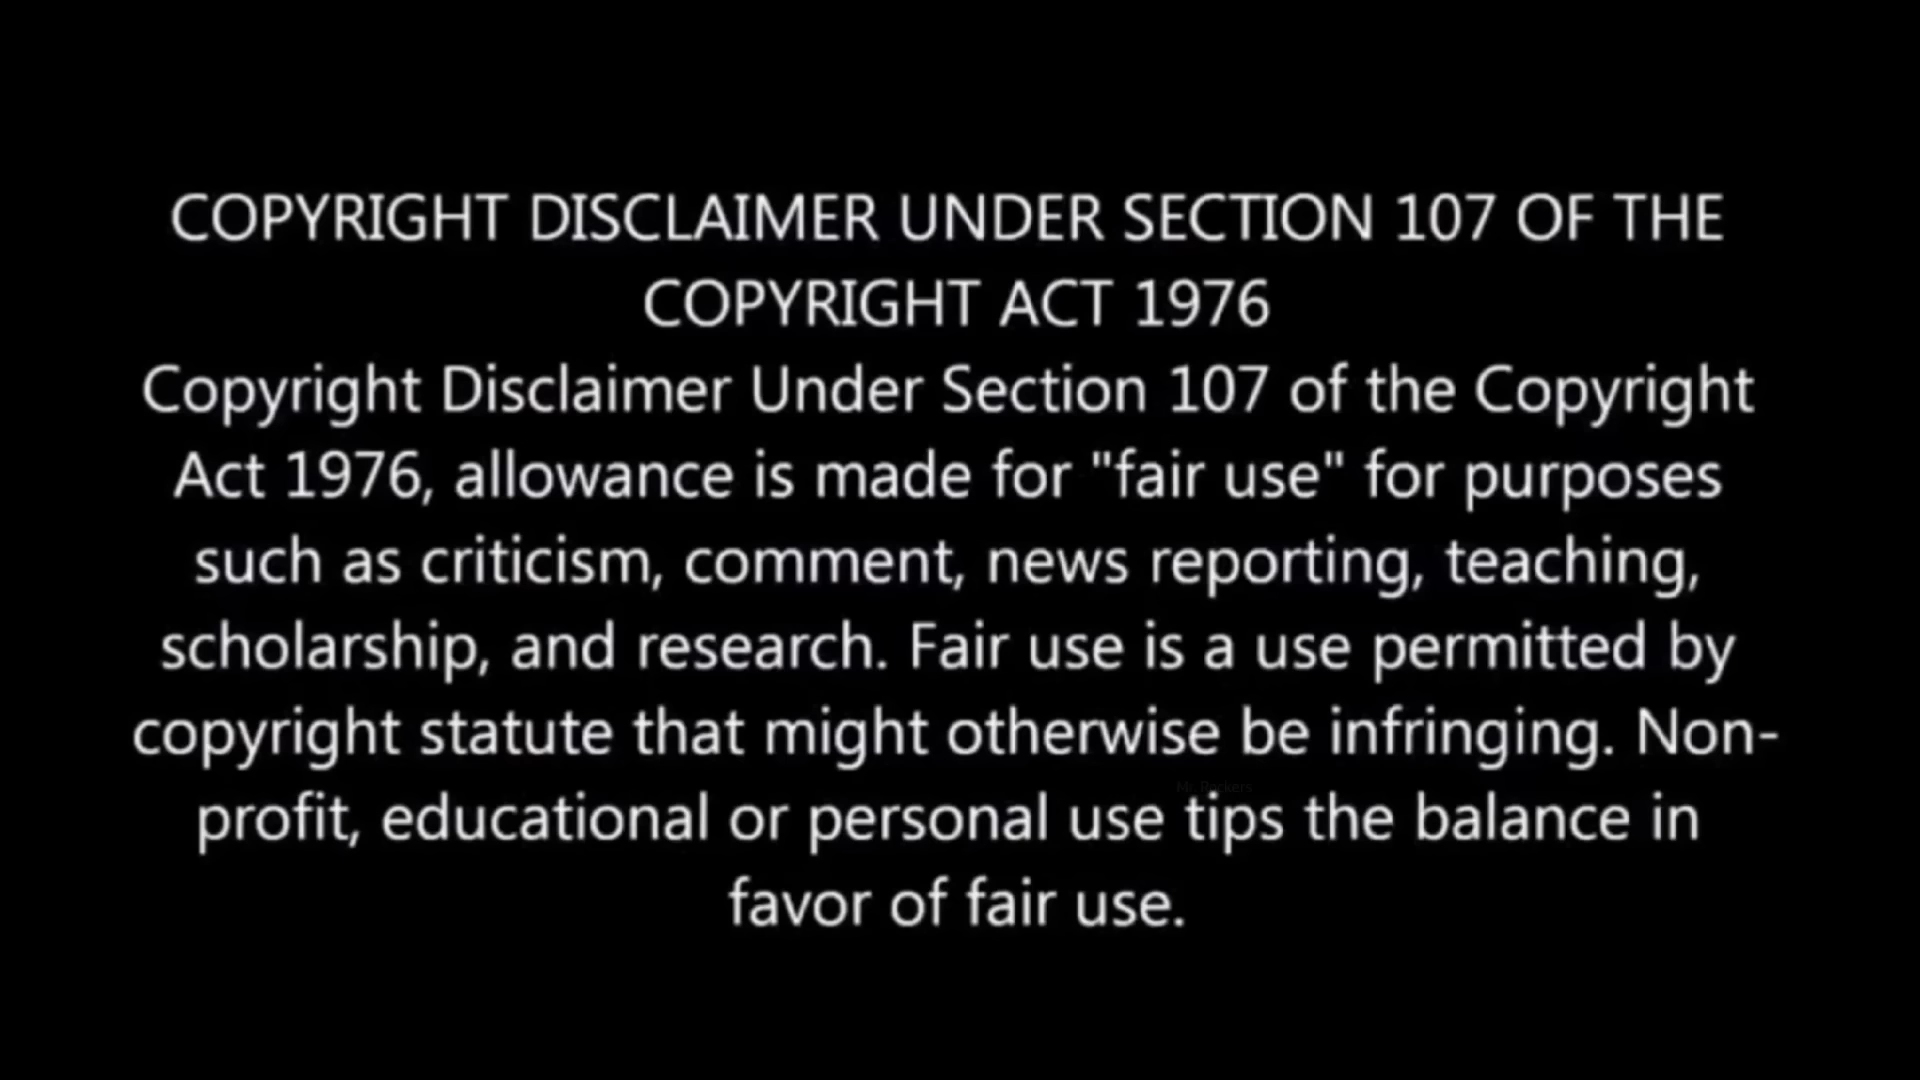 COPYRIGHT DISCLAIMER UNDER SECTION 107 OF THE
COPYRIGHT ACT 1976
Copyright Disclaimer Under Section 107 of the Copyright
Act 1976, allowance is made for "fair use" for purposes
such as criticism, comment, news reporting, teaching,
scholarship, and research. Fair use is a use permitted by
copyright statute that might otherwise be infringing. Non-
profit, educational or personal use tips the balance in
favor of fair use.